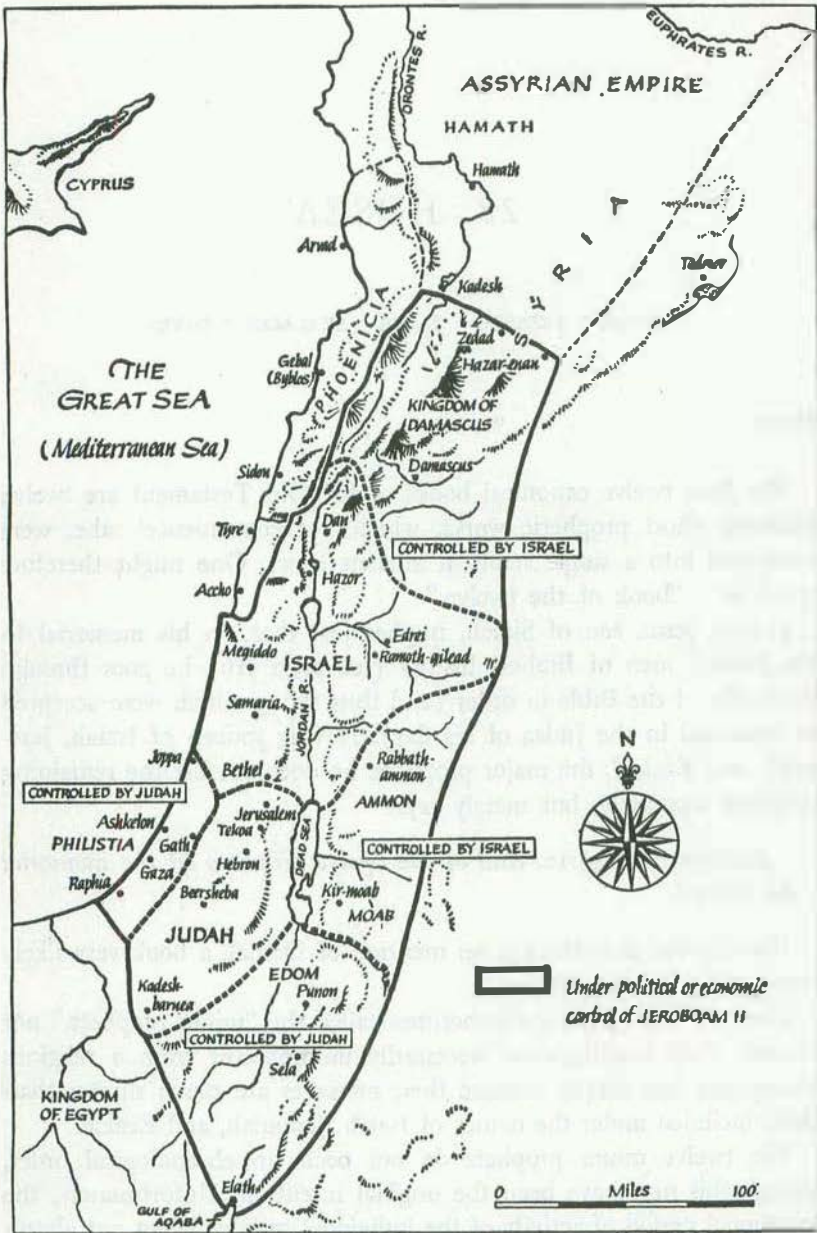 EUPHRATES R.
ORONTES R.
ASSYRIAN EMPIRE
HAMATH
Hamath
CYPRUS
Arvad
SYRIA
Tadmor
Kadesh
PHOENICIA
Zedad
Hazar-enan
THE
GREAT SEA
(Mediterranean Sea)
Gebal
(Byblos)
KINGDOM OF
DAMASCUS
Damascus
Sidon
Tyre
Dan
CONTROLLED BY ISRAEL
Hazor
Accho
Edrei
Megiddo
ISRAEL
Ramoth-gilead
Samaria
JORDAN R.
Joppa
Bethel
Rabbath-
ammon
AMMON
CONTROLLED BY JUDAH
Jerusalem
Ashkelon
Tekoa
DEAD SEA
CONTROLLED BY ISRAEL
PHILISTIA
Gath
Hebron
Gaza
Raphia
Beersheba
Kir-moab
MOAB
JUDAH
EDOM
Punon
Kadesh-
barnea
CONTROLLED BY JUDAH
Sela
KINGDOM
OF EGYPT
Elath
GULF OF
AQABA
N
Under political or economic
control of JEROBOAM II
0 Miles 100